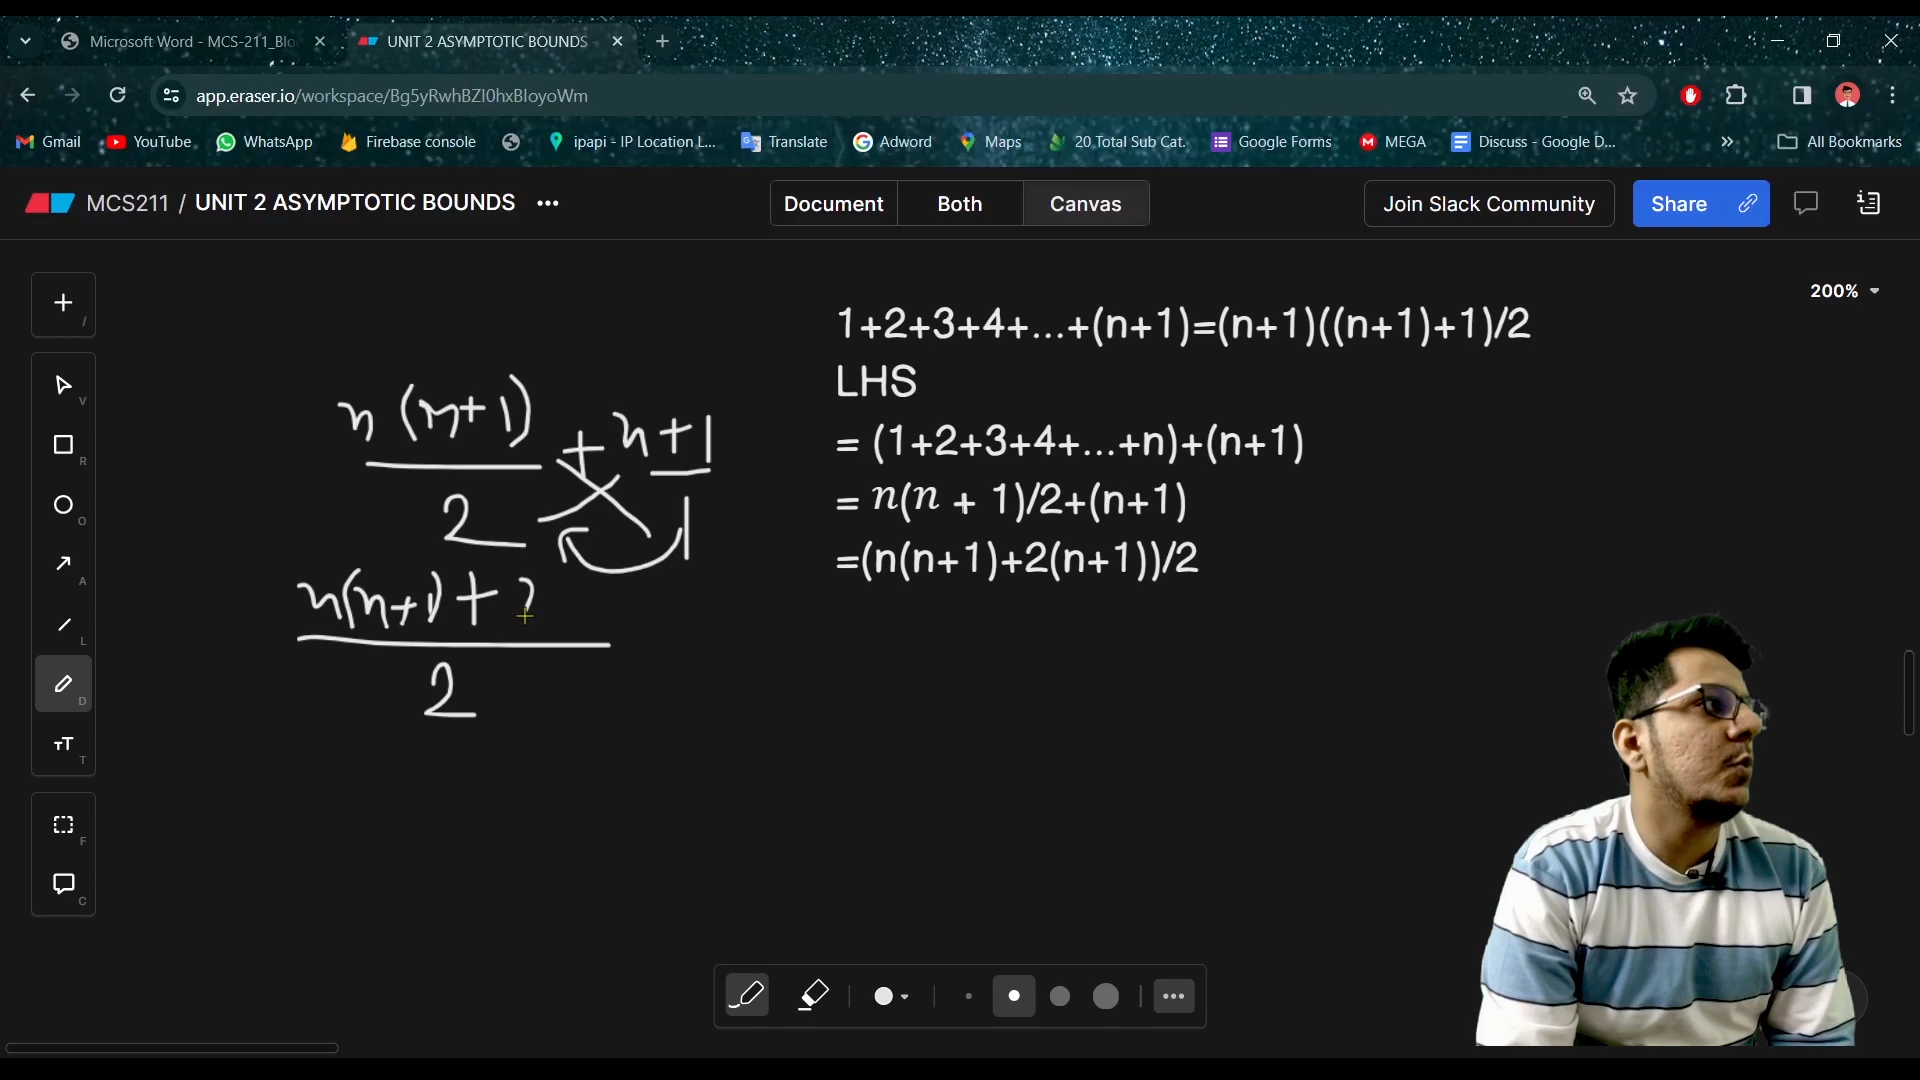 Microsoft Word - MCS-211_Blo
UNIT 2 ASYMPTOTIC BOUNDS
app.eraser.io/workspace/Bg5yRwhBZI0hxBIoyoWm
Gmail
YouTube
WhatsApp
Firebase console
ipapi - IP Location L...
Translate
Adword
Maps
20 Total Sub Cat.
Google Forms
MEGA
Discuss - Google D...
»
All Bookmarks
MCS211 / UNIT 2 ASYMPTOTIC BOUNDS
Document
Both
Canvas
Join Slack Community
Share
200%
/
V
R
O
A
L
D
T
F
C
n(n+1)
+n+1
2
1
n(n+1)+2
2
1+2+3+4+...+(n+1)=(n+1)((n+1)+1)/2
LHS
= (1+2+3+4+...+n)+(n+1)
= 𝑛(𝑛 + 1)/2+(n+1)
=(n(n+1)+2(n+1))/2